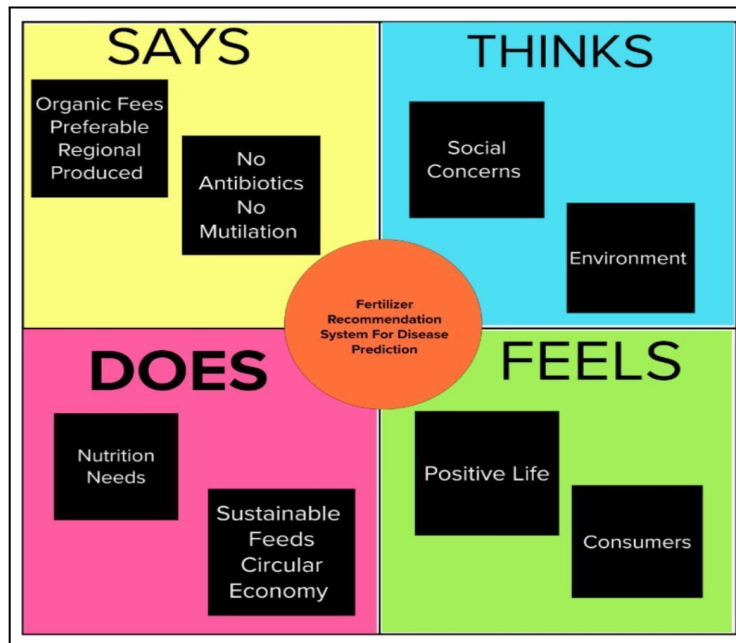 SAYS
Organic Fees
Preferable
Regional
Produced
No
Antibiotics
No
Mutilation
THINKS
Social
Concerns
Environment
Fertilizer
Recommendation
System For Disease
Prediction
DOES
Nutrition
Needs
Sustainable
Feeds
Circular
Economy
FEELS
Positive Life
Consumers